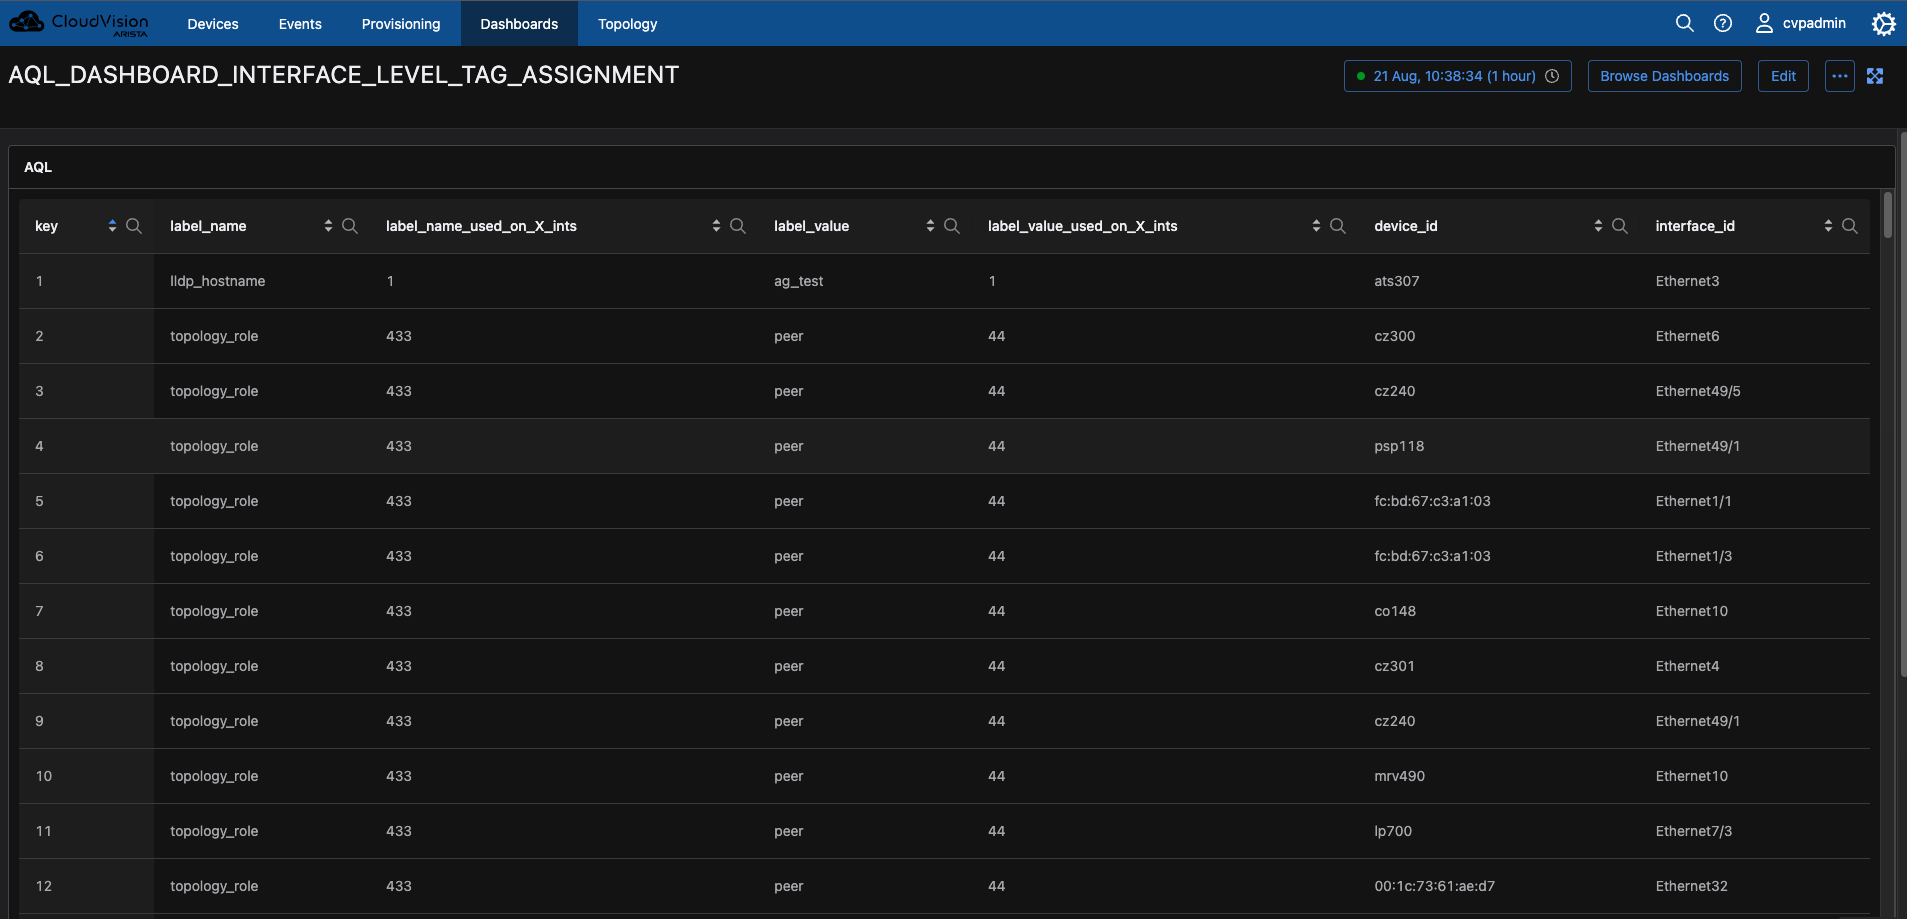 CloudVision
ARISTA
Devices Events Provisioning Dashboards Topology
cvpadmin
AQL_DASHBOARD_INTERFACE_LEVEL_TAG_ASSIGNMENT
21 Aug, 10:38:34 (1 hour) Browse Dashboards Edit
AQL
key label_name label_name_used_on_X_ints label_value label_value_used_on_X_ints device_id interface_id
1 lldp_hostname 1 ag_test 1 ats307 Ethernet3
2 topology_role 433 peer 44 cz300 Ethernet6
3 topology_role 433 peer 44 cz240 Ethernet49/5
4 topology_role 433 peer 44 psp118 Ethernet49/1
5 topology_role 433 peer 44 fc:bd:67:c3:a1:03 Ethernet1/1
6 topology_role 433 peer 44 fc:bd:67:c3:a1:03 Ethernet1/3
7 topology_role 433 peer 44 co148 Ethernet10
8 topology_role 433 peer 44 cz301 Ethernet4
9 topology_role 433 peer 44 cz240 Ethernet49/1
10 topology_role 433 peer 44 mrv490 Ethernet10
11 topology_role 433 peer 44 lp700 Ethernet7/3
12 topology_role 433 peer 44 00:1c:73:61:ae:d7 Ethernet32